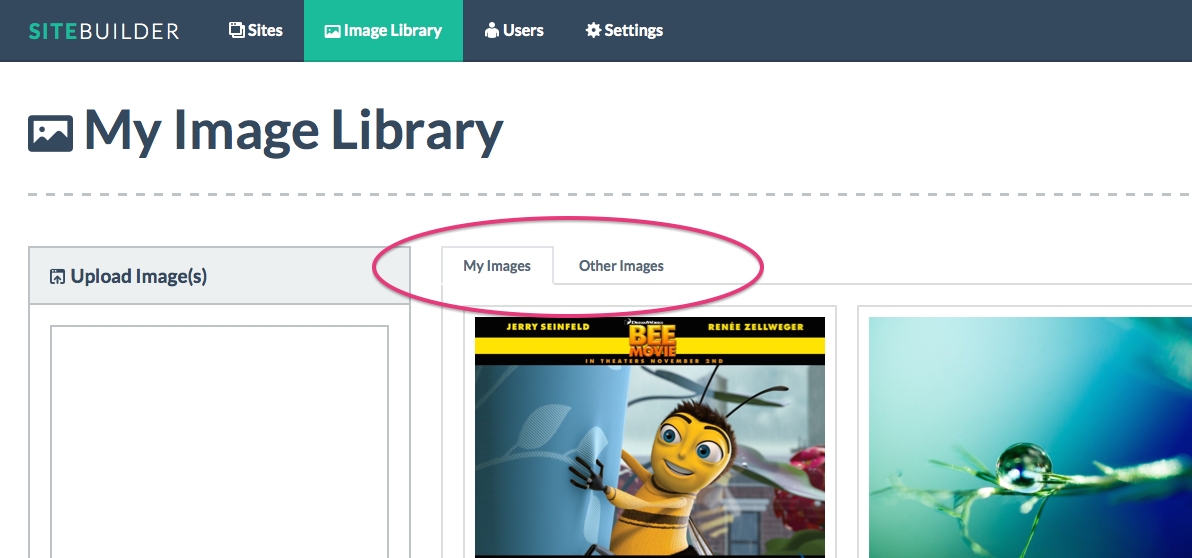 SITEBUILDER Sites Image Library Users Settings
My Image Library
Upload Image(s)
My Images Other Images
JERRY SEINFELD DREAMWORKS BEE MOVIE RENÉE ZELLWEGER
IN THEATERS NOVEMBER 2ND